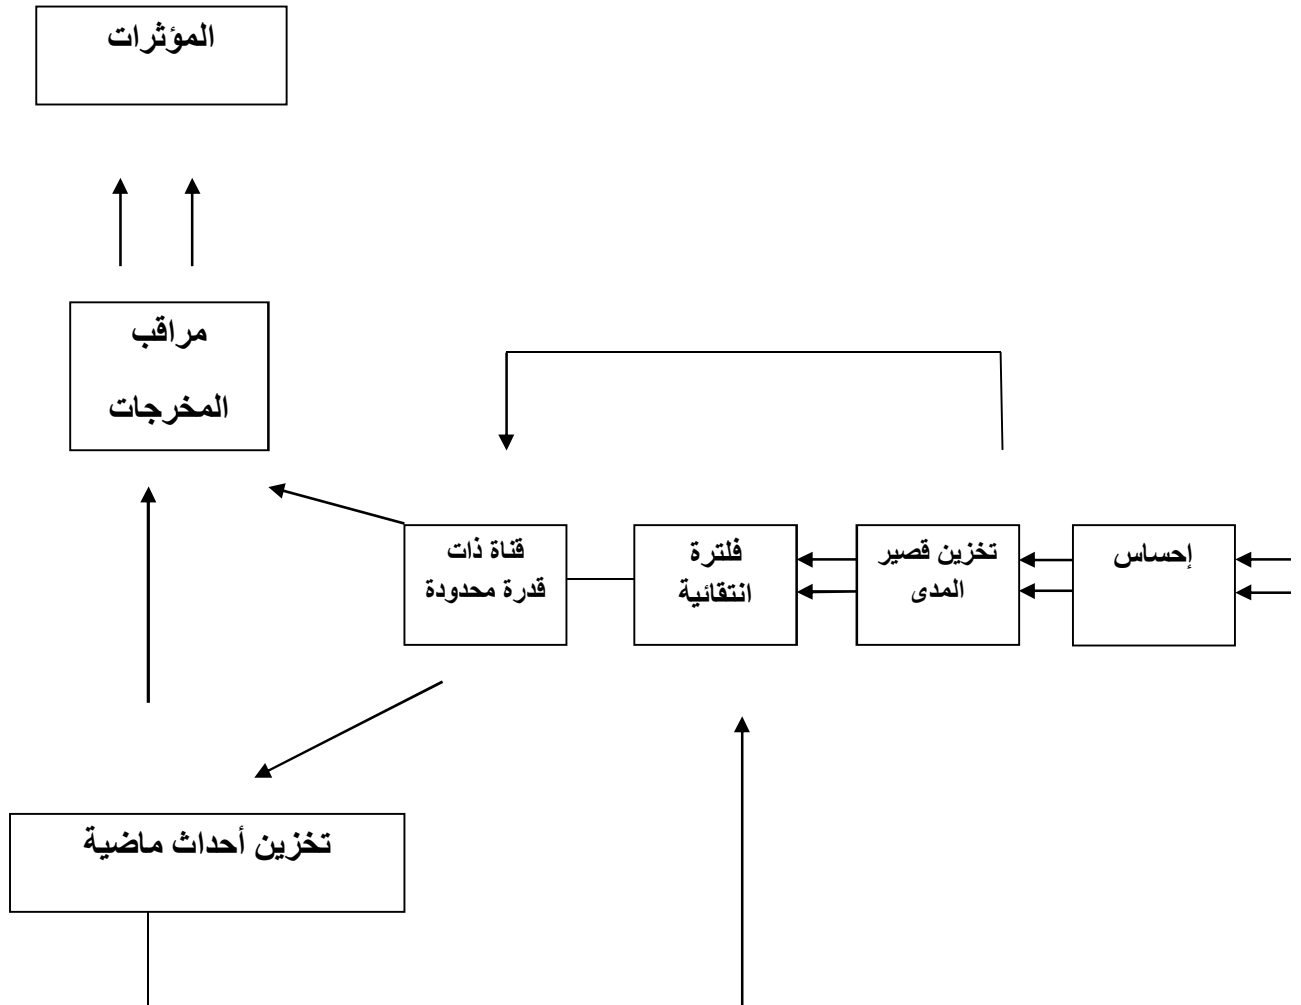 المؤثرات
مراقب
المخرجات
إحساس
تخزين قصير
المدى
فلترة
انتقائية
قناة ذات
قدرة محدودة
تخزين أحداث ماضية